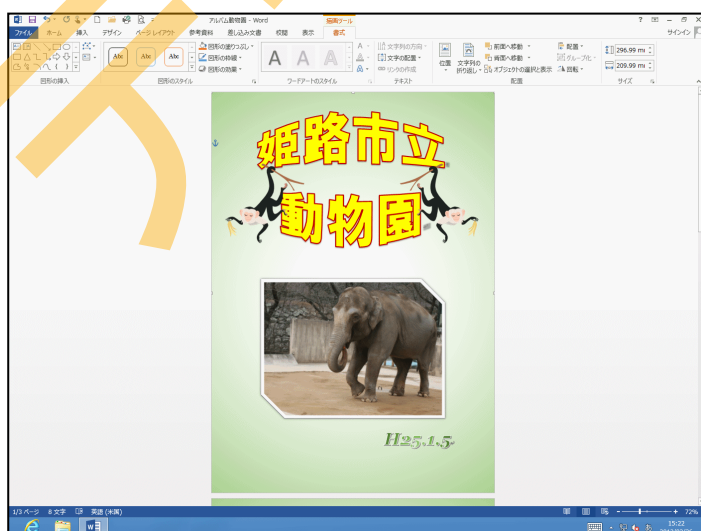 アルバム動物園 - Word
描画ツール
ファイル ホーム 挿入 デザイン ページ レイアウト 参考資料 差し込み文書 校閲 表示 書式
サインイン
Abc Abc Abc
図形の塗りつぶし
図形の枠線
図形の効果
A A A
文字列の方向
文字の配置
リンクの作成
位置
文字列の
折り返し
前面へ移動
背面へ移動
オブジェクトの選択と表示
配置
グループ化
回転
296.99 mi
209.99 mi
図形の挿入 図形のスタイル ワードアートのスタイル テキスト 配置 サイズ
姫路市立
動物園
H25.1.5
1/3 ページ 8 文字 英語 (米国)
72%
15:22